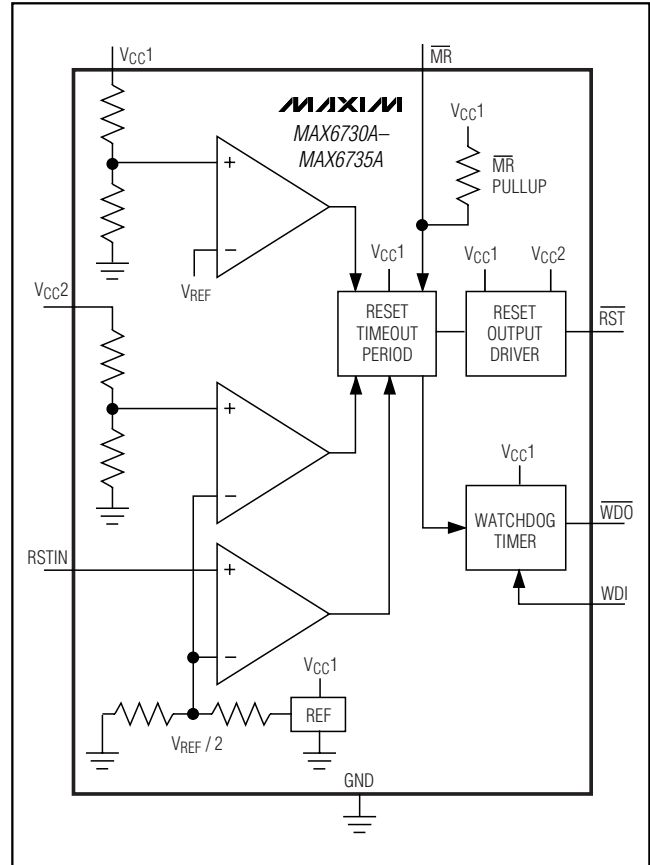 VCC1
MR
MAXIM
MAX6730A–
MAX6735A
VCC1
MR
PULLUP
+
−
VREF
VCC1
VCC1
VCC2
RESET
TIMEOUT
PERIOD
RESET
OUTPUT
DRIVER
RST
VCC2
+
−
VCC1
WATCHDOG
TIMER
WDO
WDI
RSTIN
+
−
VCC1
REF
VREF / 2
GND